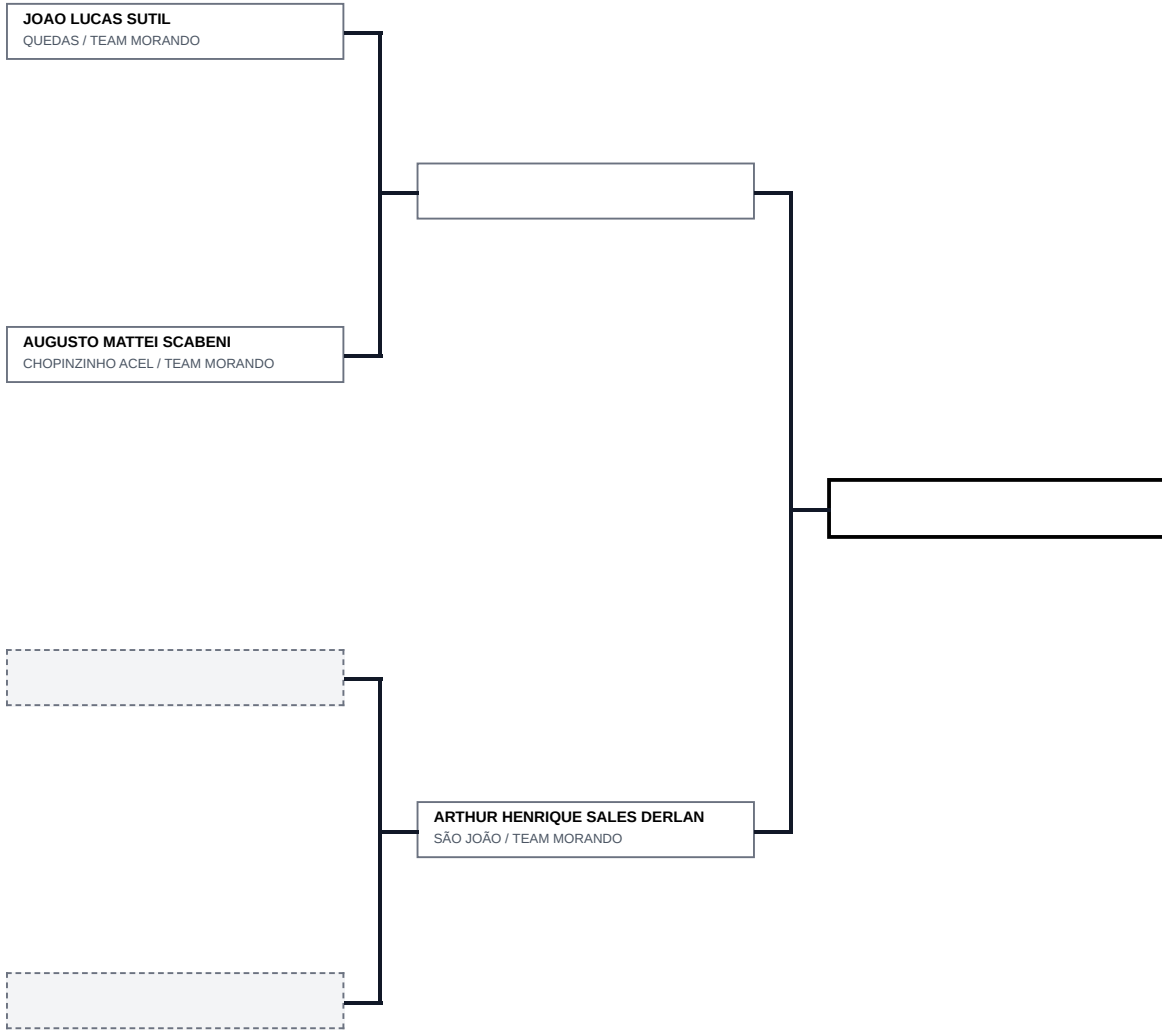 JOAO LUCAS SUTIL
QUEDAS / TEAM MORANDO
AUGUSTO MATTEI SCABENI
CHOPINZINHO ACEL / TEAM MORANDO
ARTHUR HENRIQUE SALES DERLAN
SÃO JOÃO / TEAM MORANDO